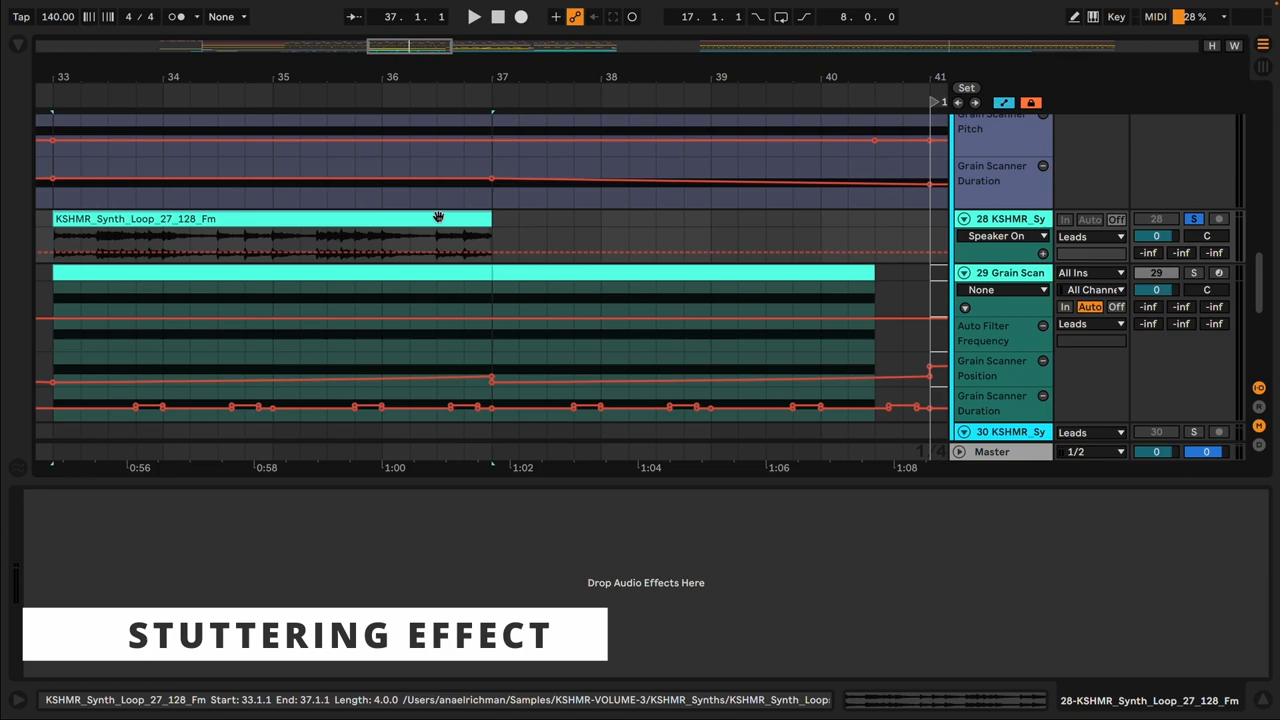 Tap 140.00 4 / 4 None 37. 1. 1 17. 1. 1 8. 0. 0 Key MIDI 28 %
H W
33 34 35 36 37 38 39 40 41
Set
1
Grain Scanner
Pitch
Grain Scanner
Duration
KSHMR_Synth_Loop_27_128_Fm
28 KSHMR_Sy In Auto Off 28 S
Speaker On Leads 0 C
-inf -inf -inf
29 Grain Scan All Ins 29 S
None All Channe 0 C
In Auto Off -inf -inf -inf
Auto Filter Leads
Frequency
Grain Scanner
Position
Grain Scanner
Duration
30 KSHMR_Sy Leads 30 S
1/4 Master 1/2 0 0
0:56 0:58 1:00 1:02 1:04 1:06 1:08
I·O
R
M
D
Drop Audio Effects Here
STUTTERING EFFECT
KSHMR_Synth_Loop_27_128_Fm Start: 33.1.1 End: 37.1.1 Length: 4.0.0 /Users/anaelrichman/Samples/KSHMR-VOLUME-3/KSHMR_Synths/KSHMR_Synth_Loop
28-KSHMR_Synth_Loop_27_128_Fm